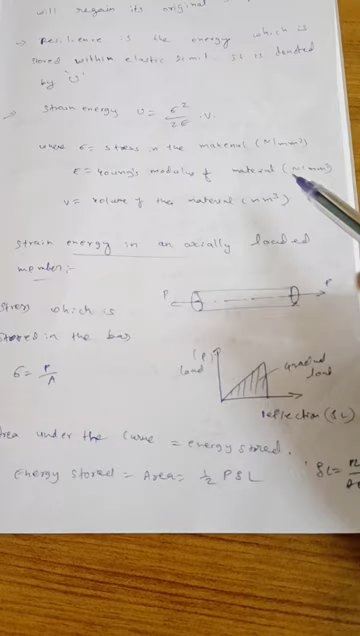 will regain its original
→ Resilience is the energy which is
stored within elastic limit. It is denoted
by 'U'
→ Strain energy U = σ²/2E . V.
where σ = stress in the material (N/mm²)
E = young's modulus of material (N/mm²)
V = volume of the material (mm³)
Strain energy in an axially loaded
member:-
P P
stress which is
stored in the bar
σ = P/A
(P)
load
Gradual
load
Deflection (δL)
Area under the curve = energy stored.
Energy stored = Area = 1/2 P δL
δL =